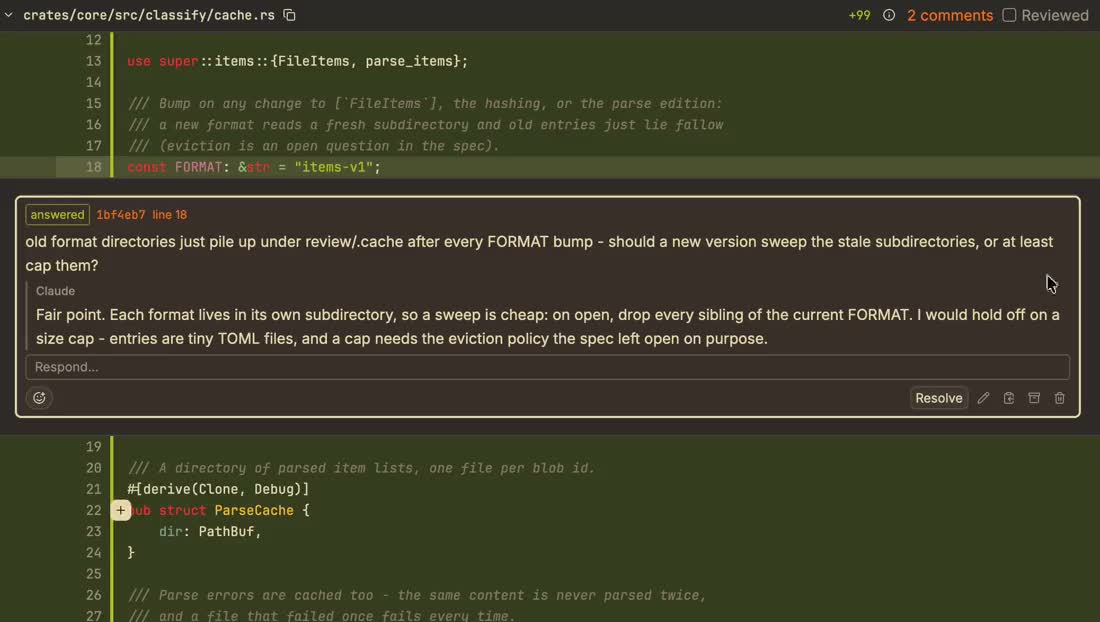 crates/core/src/classify/cache.rs +99 2 comments Reviewed
12
13 use super::items::{FileItems, parse_items};
14
15 /// Bump on any change to [`FileItems`], the hashing, or the parse edition:
16 /// a new format reads a fresh subdirectory and old entries just lie fallow
17 /// (eviction is an open question in the spec).
18 const FORMAT: &str = "items-v1";
answered 1bf4eb7 line 18
old format directories just pile up under review/.cache after every FORMAT bump - should a new version sweep the stale subdirectories, or at least
cap them?
Claude
Fair point. Each format lives in its own subdirectory, so a sweep is cheap: on open, drop every sibling of the current FORMAT. I would hold off on a
size cap - entries are tiny TOML files, and a cap needs the eviction policy the spec left open on purpose.
Respond...
Resolve
19
20 /// A directory of parsed item lists, one file per blob id.
21 #[derive(Clone, Debug)]
22 + ub struct ParseCache {
23 dir: PathBuf,
24 }
25
26 /// Parse errors are cached too - the same content is never parsed twice,
27 /// and a file that failed once fails every time.